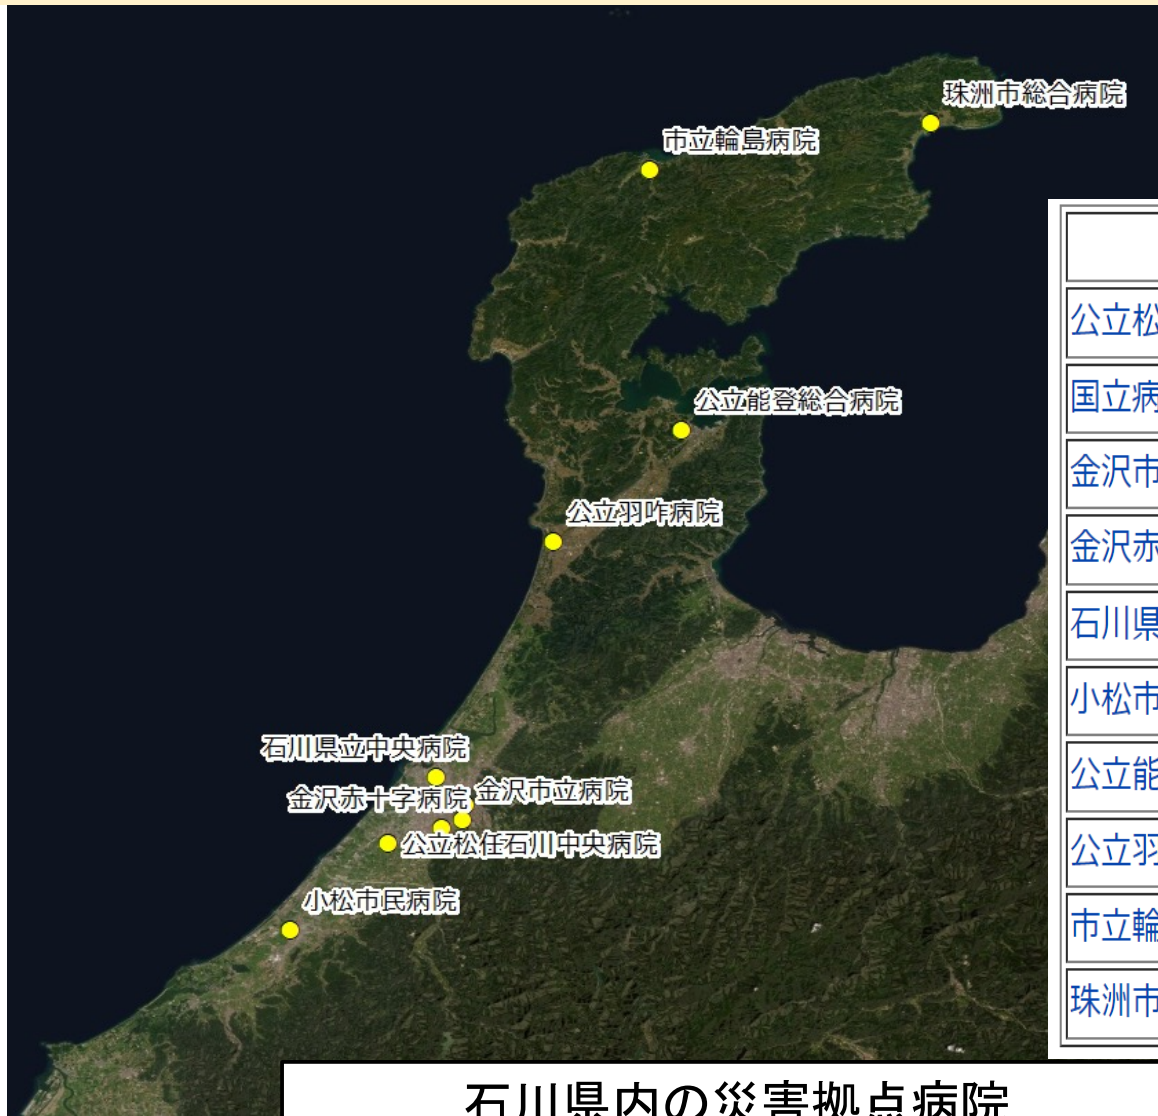 珠洲市総合病院
市立輪島病院
公立能登総合病院
公立羽咋病院
石川県立中央病院
金沢市立病院
金沢赤十字病院
公立松任石川中央病院
小松市民病院
公立松
国立病
金沢市
金沢赤
石川県
小松市
公立能
公立羽
市立輪
珠洲市
石川県内の災害拠点病院